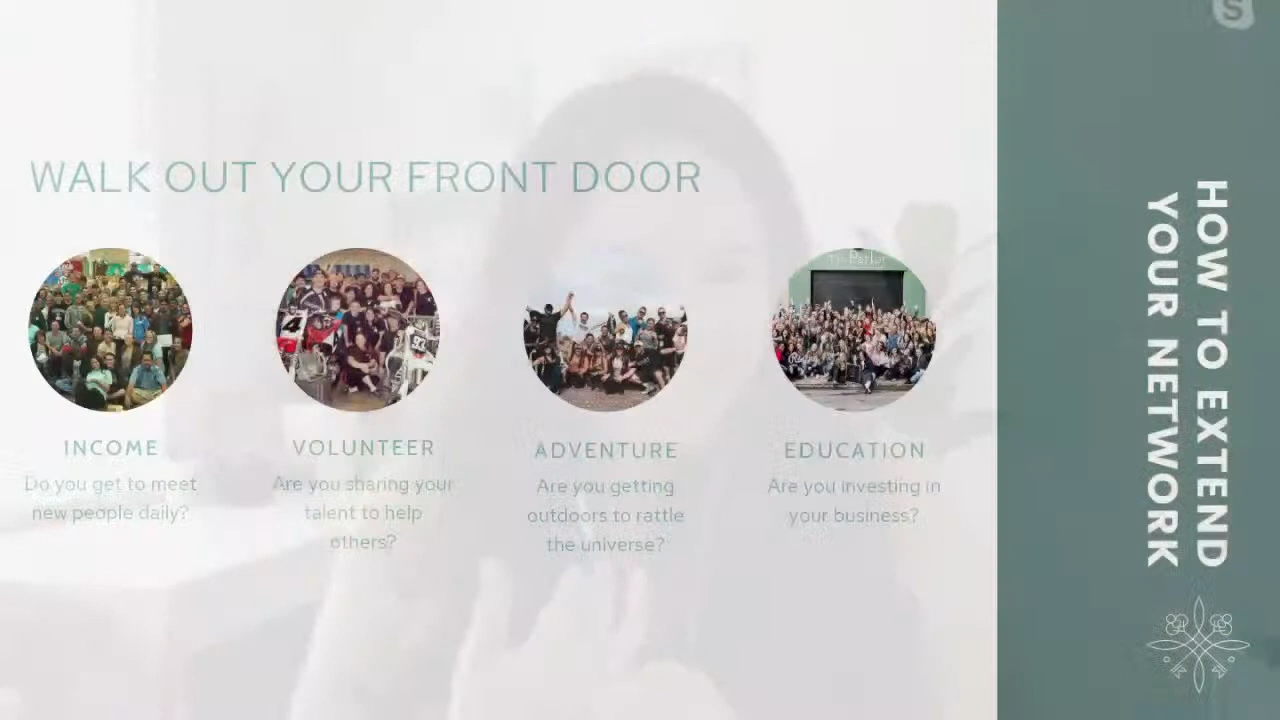 WALK OUT YOUR FRONT DOOR
INCOME
Do you get to meet
new people daily?
VOLUNTEER
Are you sharing your
talent to help
others?
ADVENTURE
Are you getting
outdoors to rattle
the universe?
EDUCATION
Are you investing in
your business?
HOW TO EXTEND
YOUR NETWORK
S
4